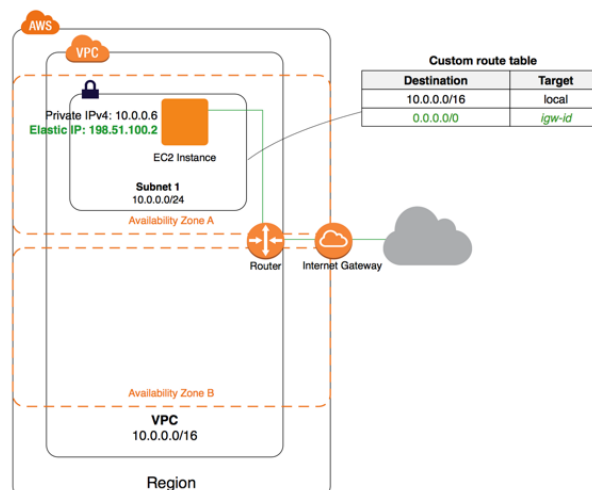 AWS
VPC
Custom route table
Destination Target
10.0.0.0/16 local
0.0.0.0/0 igw-id
Private IPv4: 10.0.0.6
Elastic IP: 198.51.100.2
EC2 Instance
Subnet 1
10.0.0.0/24
Availability Zone A
Router
Internet Gateway
Availability Zone B
VPC
10.0.0.0/16
Region